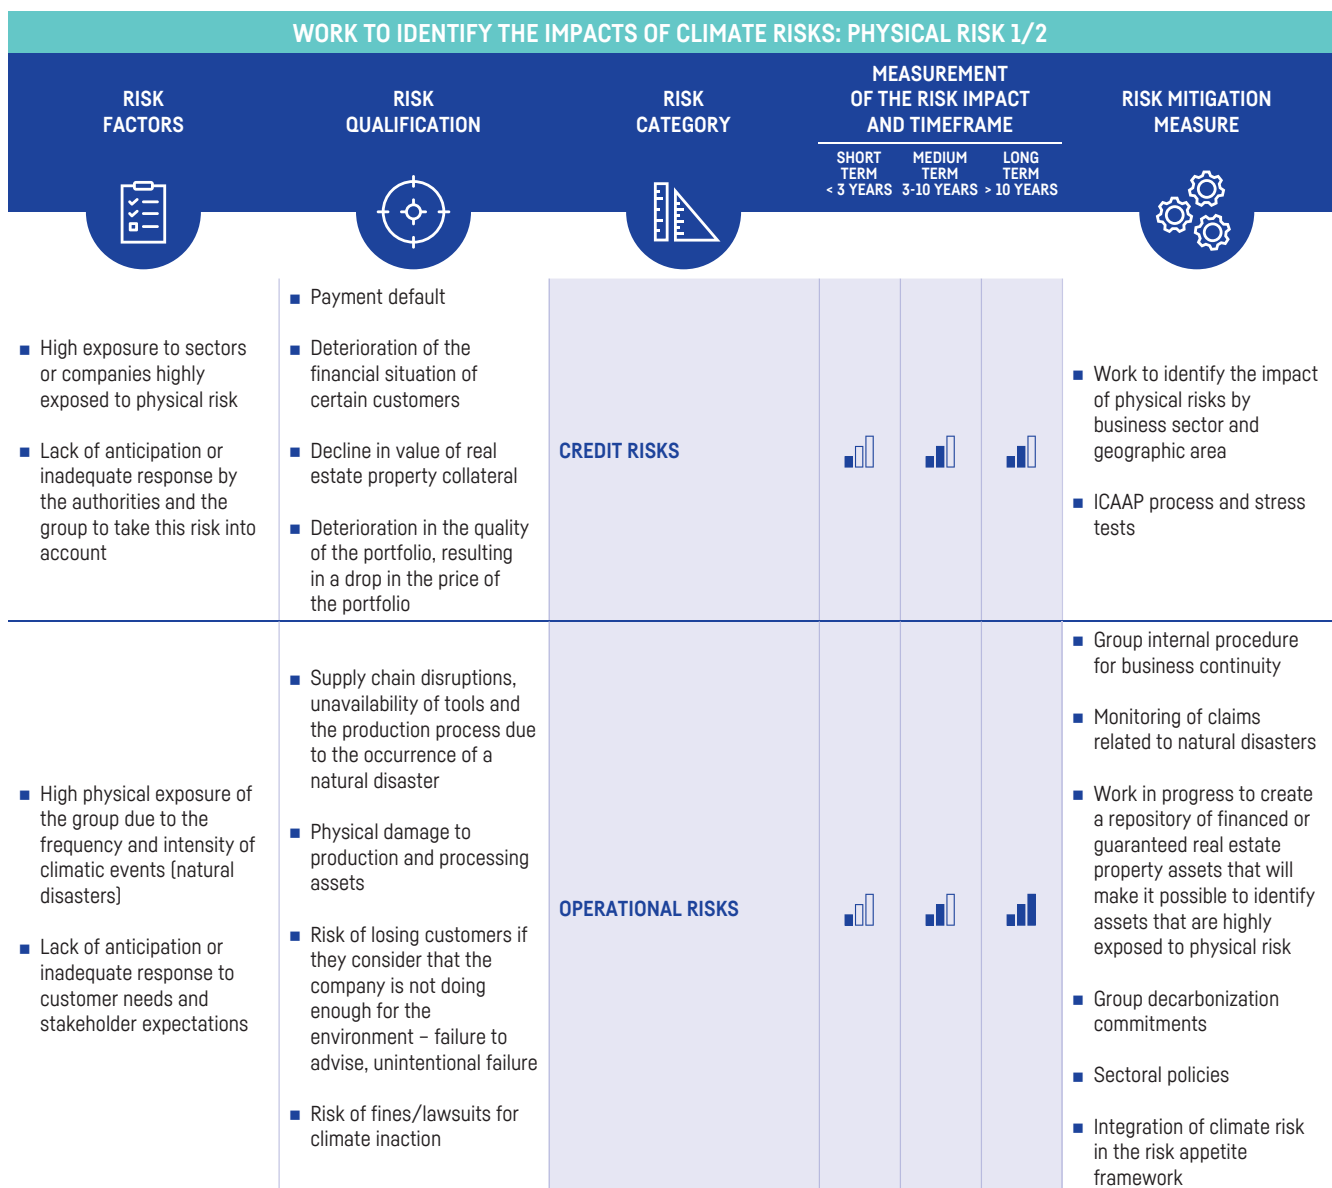 WORK TO IDENTIFY THE IMPACTS OF CLIMATE RISKS: PHYSICAL RISK 1/2
RISK
FACTORS
RISK
QUALIFICATION
RISK
CATEGORY
MEASUREMENT
OF THE RISK IMPACT
AND TIMEFRAME
SHORT
TERM
< 3 YEARS
MEDIUM
TERM
3-10 YEARS
LONG
TERM
> 10 YEARS
RISK MITIGATION
MEASURE
■ High exposure to sectors
or companies highly
exposed to physical risk
■ Lack of anticipation or
inadequate response by
the authorities and the
group to take this risk into
account
■ Payment default
■ Deterioration of the
financial situation of
certain customers
■ Decline in value of real
estate property collateral
■ Deterioration in the quality
of the portfolio, resulting
in a drop in the price of
the portfolio
CREDIT RISKS
■ Work to identify the impact
of physical risks by
business sector and
geographic area
■ ICAAP process and stress
tests
■ High physical exposure of
the group due to the
frequency and intensity of
climatic events (natural
disasters)
■ Lack of anticipation or
inadequate response to
customer needs and
stakeholder expectations
■ Supply chain disruptions,
unavailability of tools and
the production process due
to the occurrence of a
natural disaster
■ Physical damage to
production and processing
assets
■ Risk of losing customers if
they consider that the
company is not doing
enough for the
environment – failure to
advise, unintentional failure
■ Risk of fines/lawsuits for
climate inaction
OPERATIONAL RISKS
■ Group internal procedure
for business continuity
■ Monitoring of claims
related to natural disasters
■ Work in progress to create
a repository of financed or
guaranteed real estate
property assets that will
make it possible to identify
assets that are highly
exposed to physical risk
■ Group decarbonization
commitments
■ Sectoral policies
■ Integration of climate risk
in the risk appetite
framework